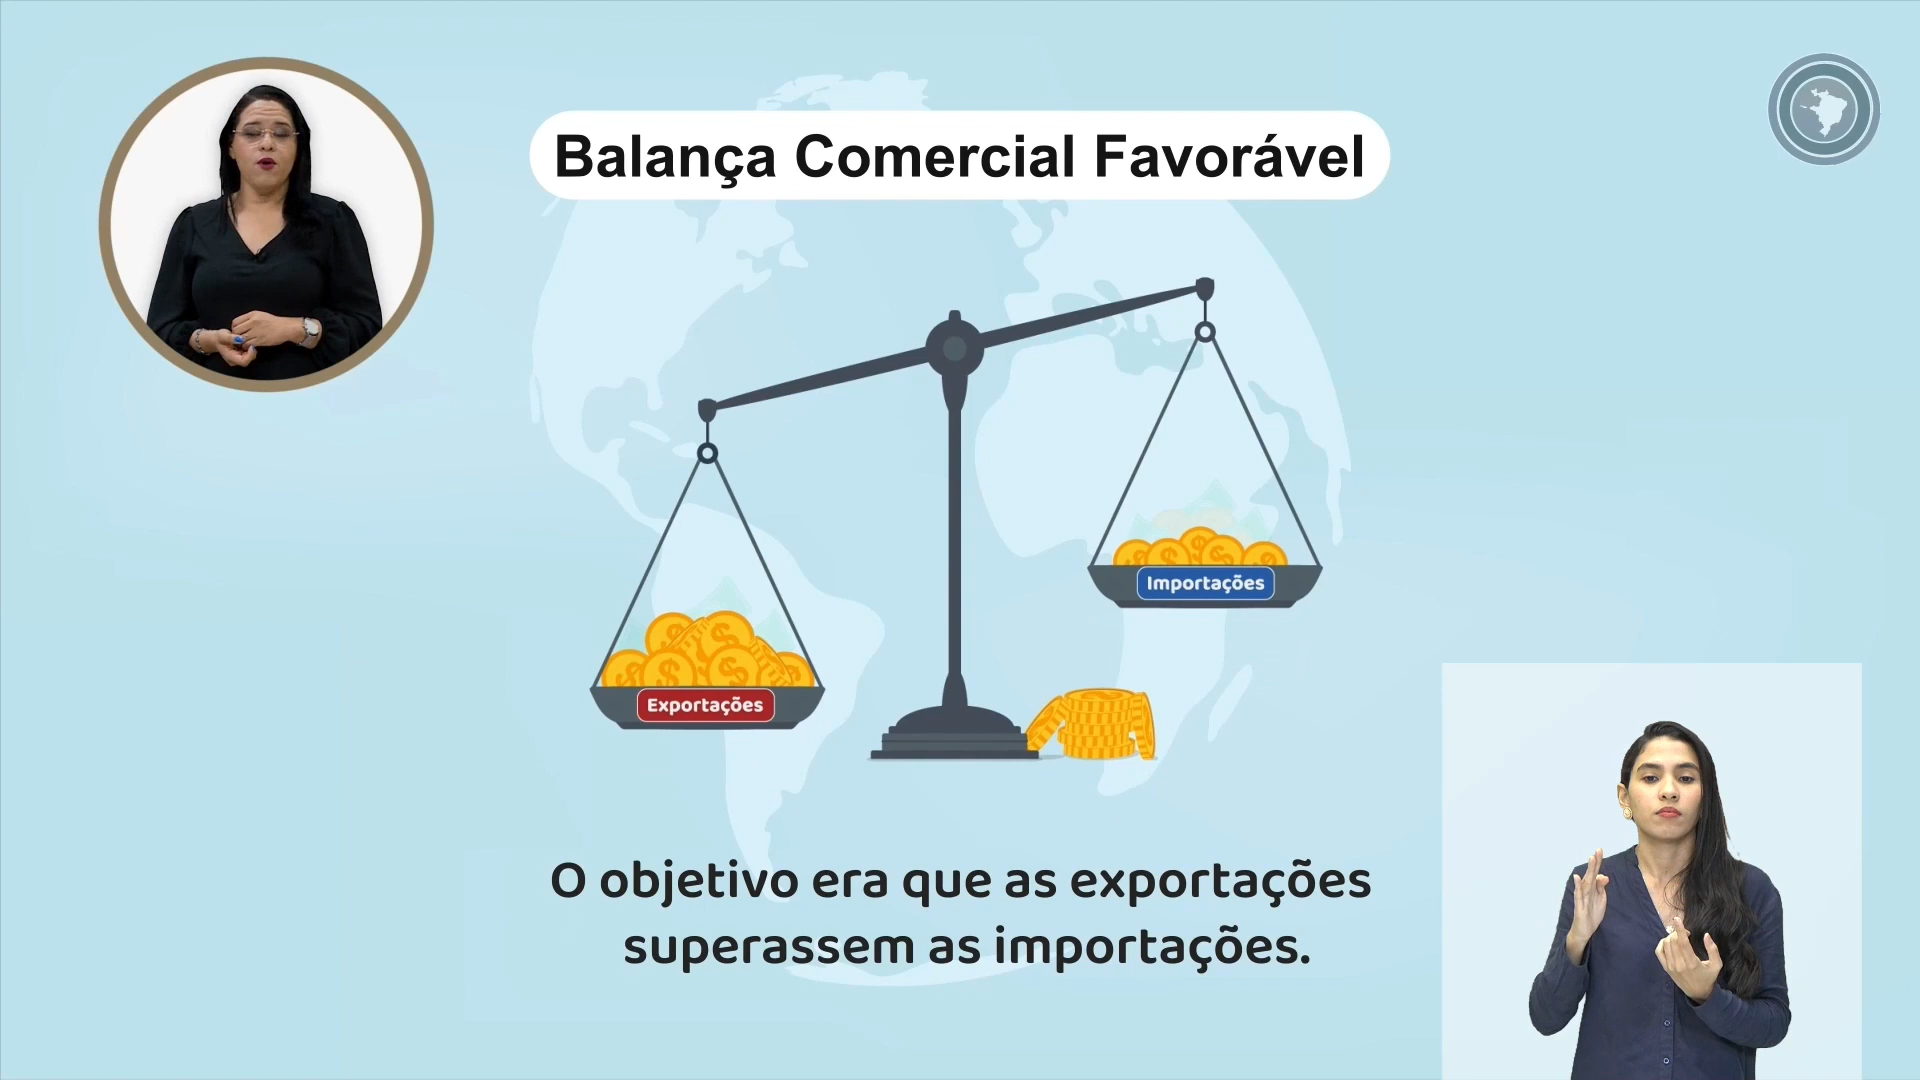 Balança Comercial Favorável
Importações
Exportações
O objetivo era que as exportações
superassem as importações.